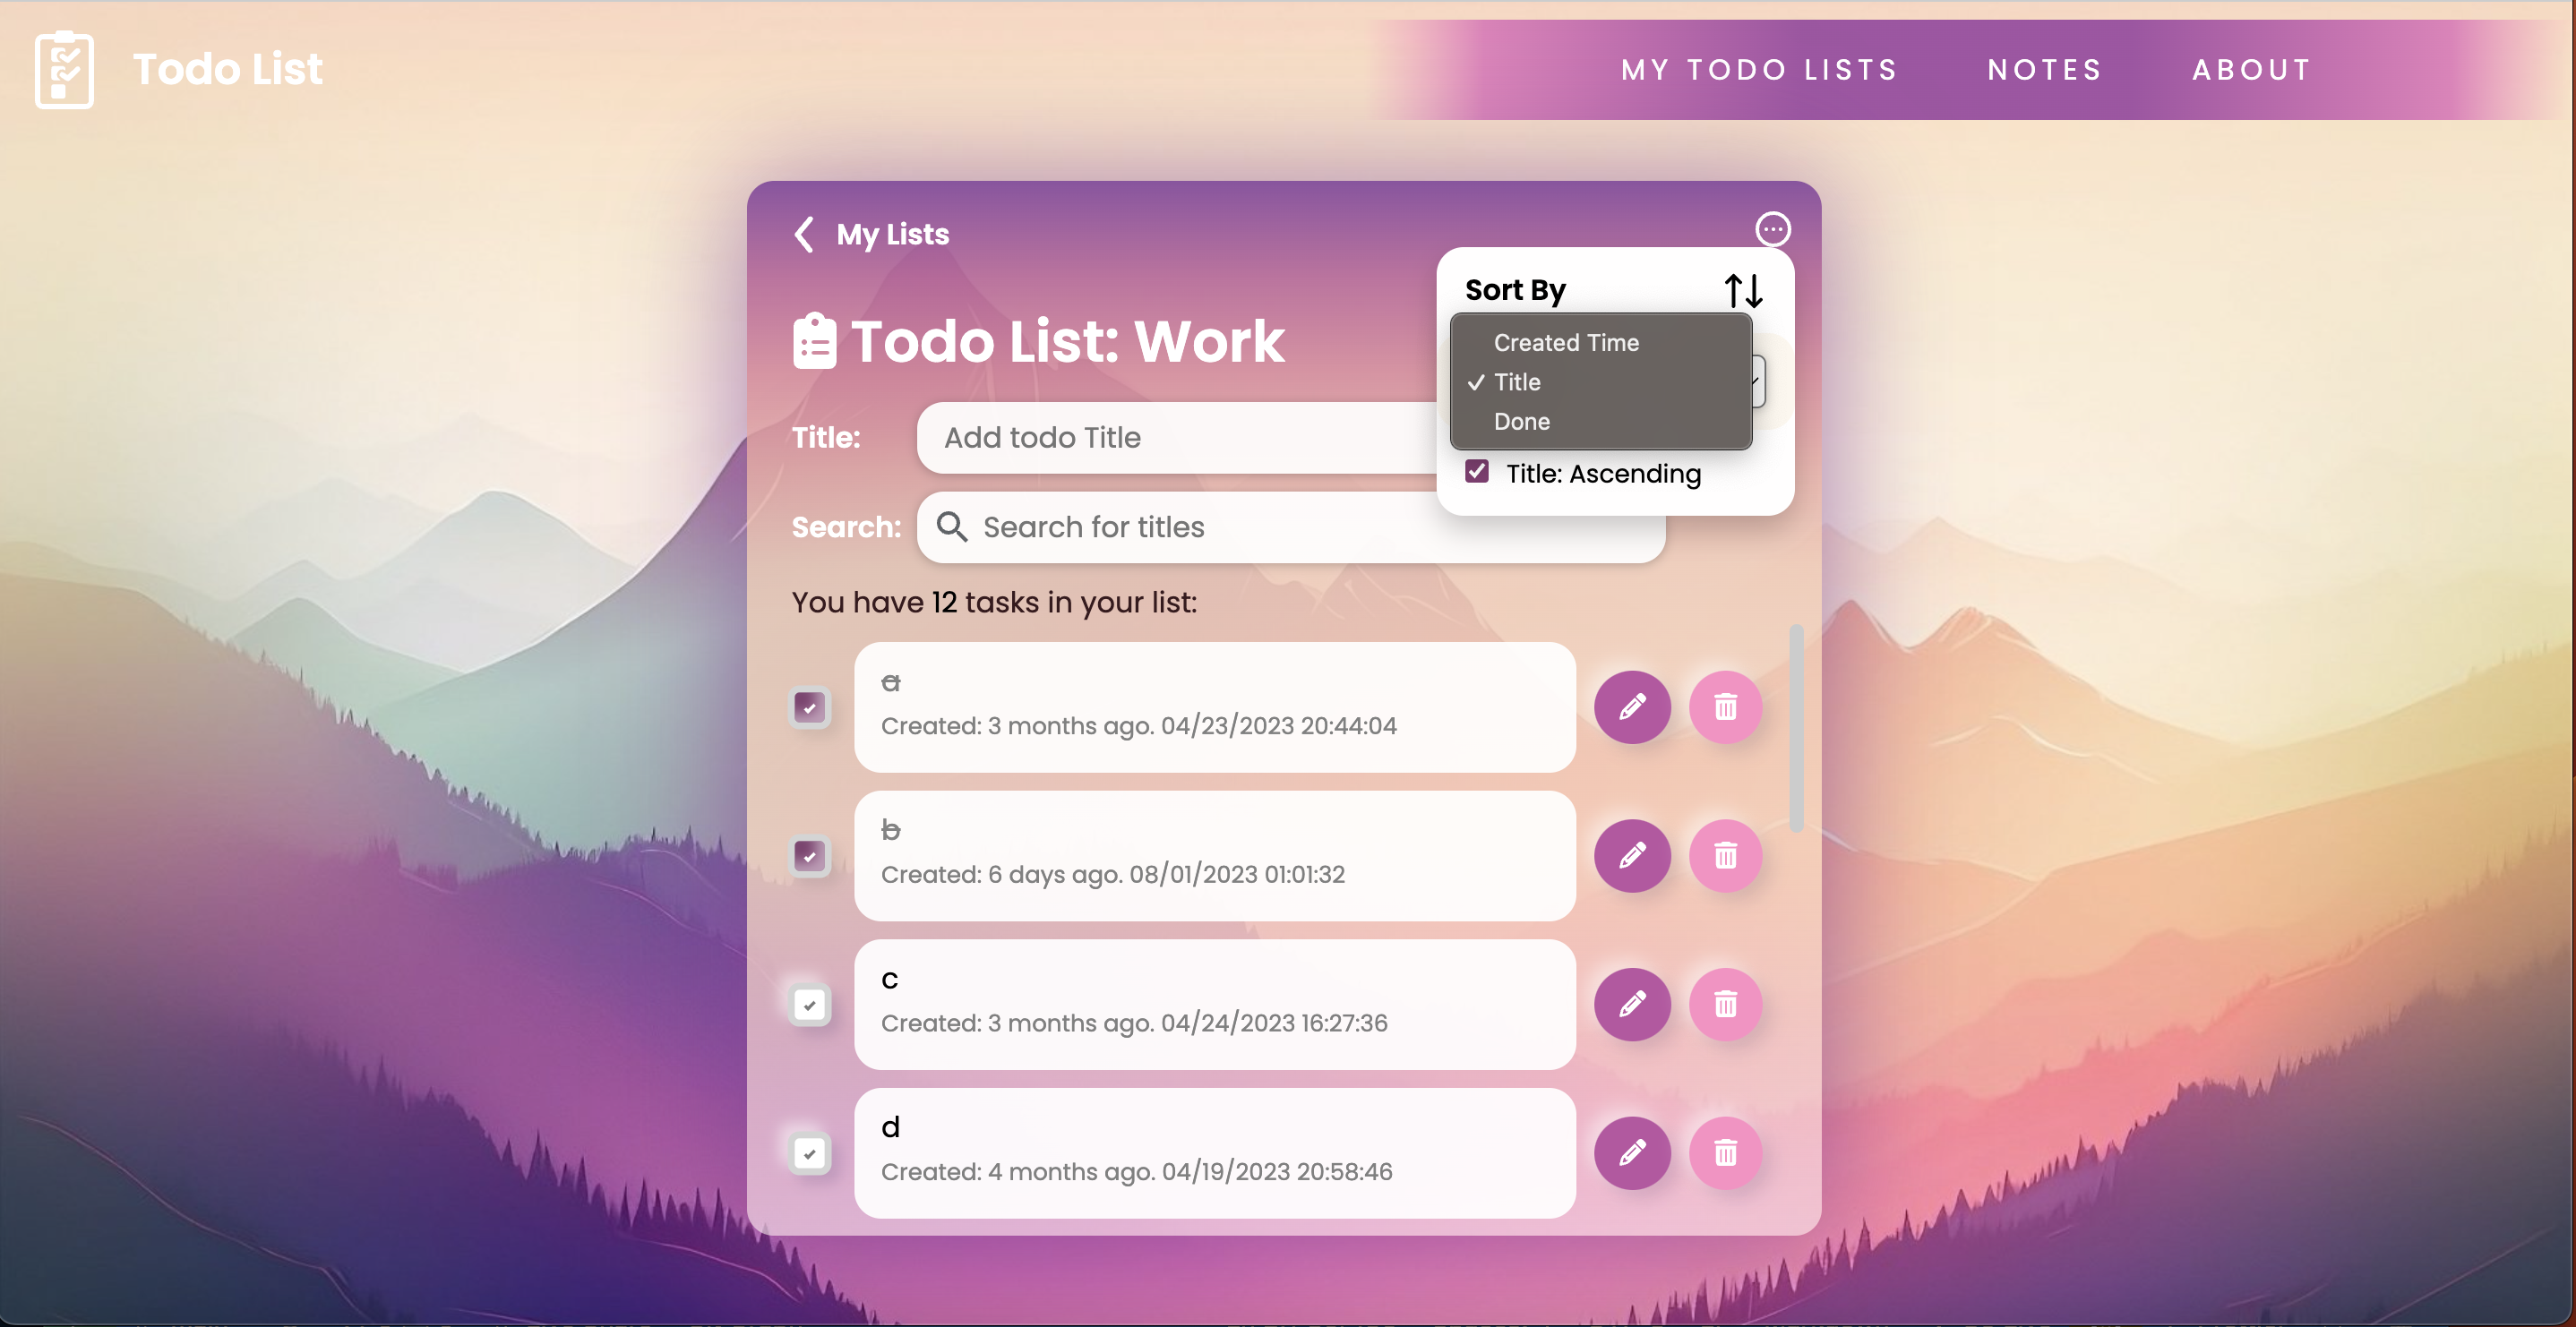 Todo List
MY TODO LISTS
NOTES
ABOUT
My Lists
Sort By
Created Time
Title
Done
Title: Ascending
Todo List: Work
Title:
Add todo Title
Search:
Search for titles
You have 12 tasks in your list:
a
Created: 3 months ago. 04/23/2023 20:44:04
b
Created: 6 days ago. 08/01/2023 01:01:32
c
Created: 3 months ago. 04/24/2023 16:27:36
d
Created: 4 months ago. 04/19/2023 20:58:46